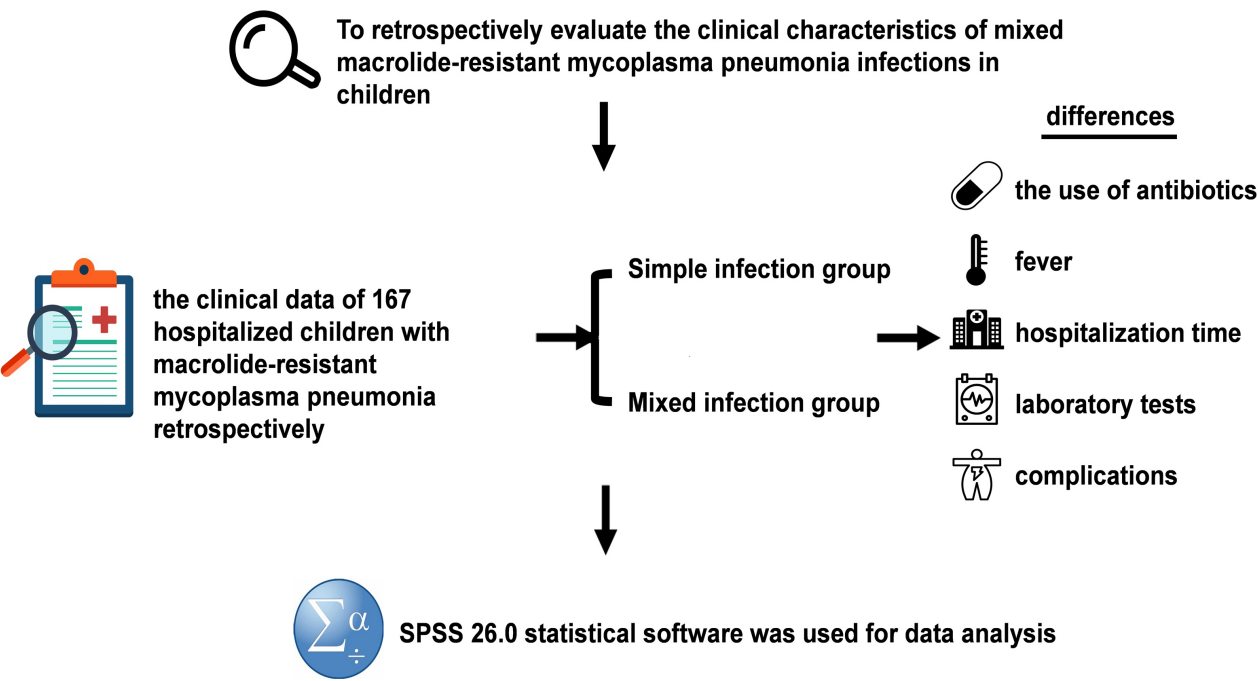 To retrospectively evaluate the clinical characteristics of mixed
macrolide-resistant mycoplasma pneumonia infections in
children
differences
the use of antibiotics
fever
hospitalization time
laboratory tests
complications
the clinical data of 167
hospitalized children with
macrolide-resistant
mycoplasma pneumonia
retrospectively
Simple infection group
Mixed infection group
Σ α ÷
SPSS 26.0 statistical software was used for data analysis